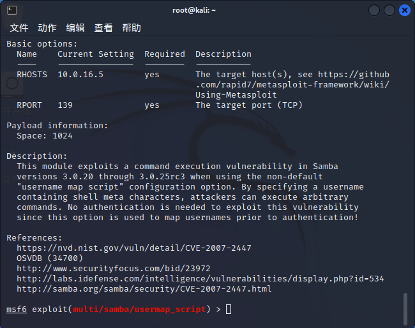 root@kali: ~
文件 动作 编辑 查看 帮助
Basic options:
Name Current Setting Required Description
---- --------------- -------- -----------
RHOSTS 10.0.16.5 yes The target host(s), see https://github
.com/rapid7/metasploit-framework/wiki/
Using-Metasploit
RPORT 139 yes The target port (TCP)
Payload information:
Space: 1024
Description:
This module exploits a command execution vulnerability in Samba
versions 3.0.20 through 3.0.25rc3 when using the non-default
"username map script" configuration option. By specifying a username
containing shell meta characters, attackers can execute arbitrary
commands. No authentication is needed to exploit this vulnerability
since this option is used to map usernames prior to authentication!
References:
https://nvd.nist.gov/vuln/detail/CVE-2007-2447
OSVDB (34700)
http://www.securityfocus.com/bid/23972
http://labs.idefense.com/intelligence/vulnerabilities/display.php?id=534
http://samba.org/samba/security/CVE-2007-2447.html
msf6 exploit(multi/samba/usermap_script) >